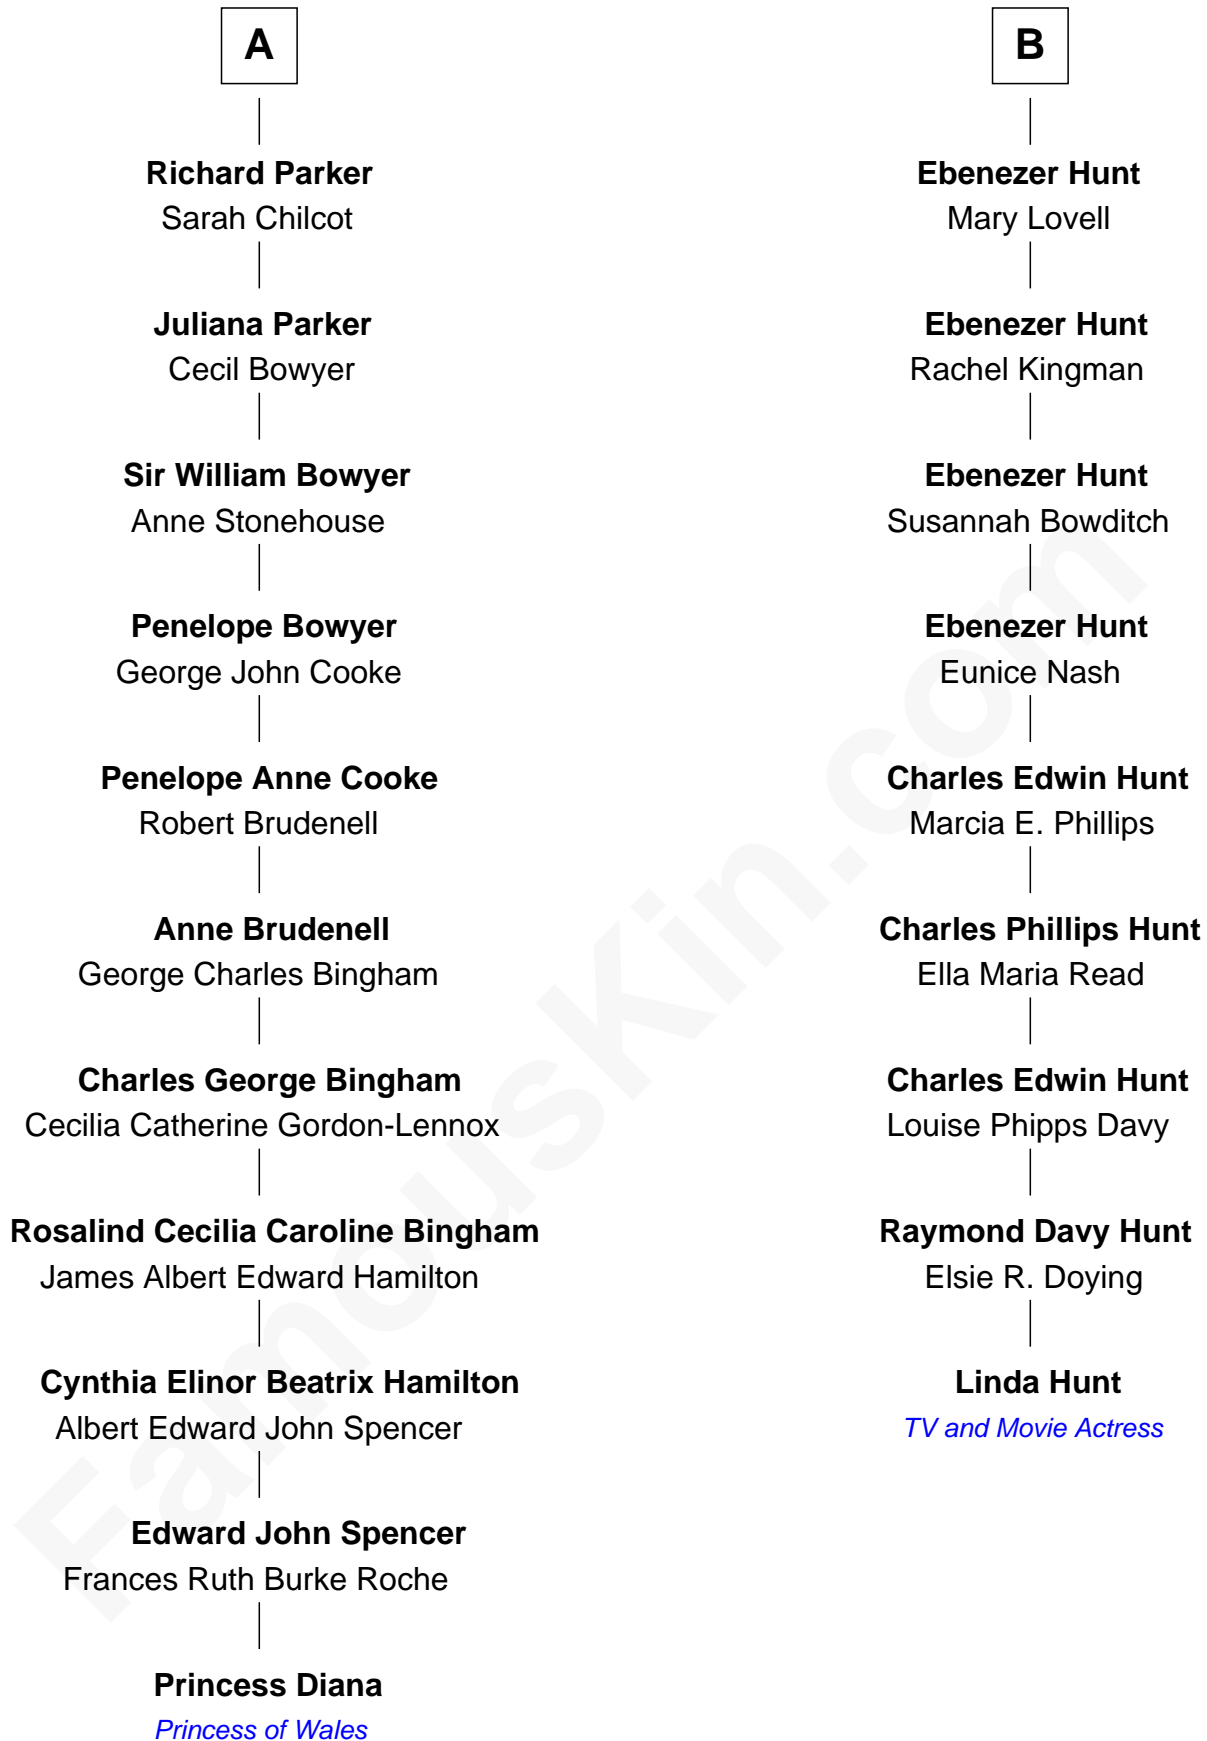 A
Richard Parker
Sarah Chilcot
Juliana Parker
Cecil Bowyer
Sir William Bowyer
Anne Stonehouse
Penelope Bowyer
George John Cooke
Penelope Anne Cooke
Robert Brudenell
Anne Brudenell
George Charles Bingham
Charles George Bingham
Cecilia Catherine Gordon-Lennox
Rosalind Cecilia Caroline Bingham
James Albert Edward Hamilton
Cynthia Elinor Beatrix Hamilton
Albert Edward John Spencer
Edward John Spencer
Frances Ruth Burke Roche
Princess Diana
Princess of Wales
B
Ebenezer Hunt
Mary Lovell
Ebenezer Hunt
Rachel Kingman
Ebenezer Hunt
Susannah Bowditch
Ebenezer Hunt
Eunice Nash
Charles Edwin Hunt
Marcia E. Phillips
Charles Phillips Hunt
Ella Maria Read
Charles Edwin Hunt
Louise Phipps Davy
Raymond Davy Hunt
Elsie R. Doying
Linda Hunt
TV and Movie Actress
FamousKin.com